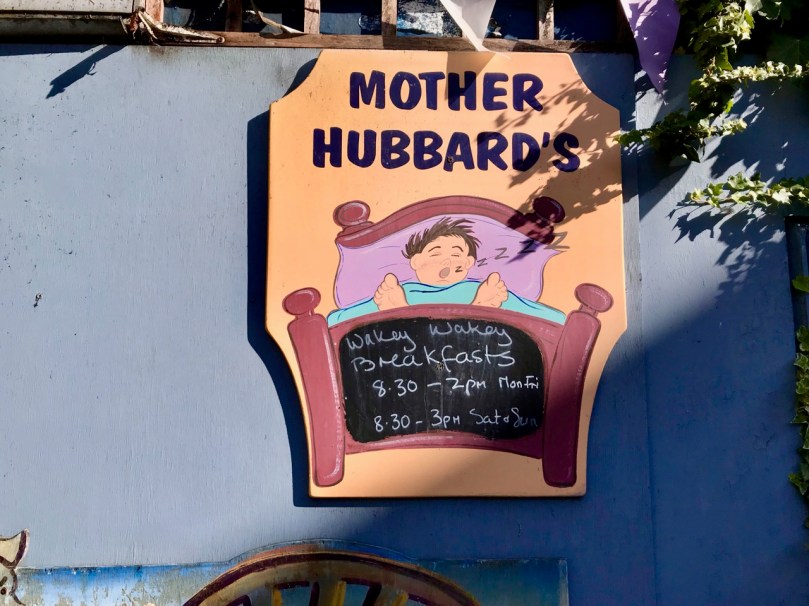 MOTHER
HUBBARD'S
z z z z z
Wakey Wakey
Breakfasts
8.30 - 2pm Mon Fri
8.30 - 3pm Sat & Sun